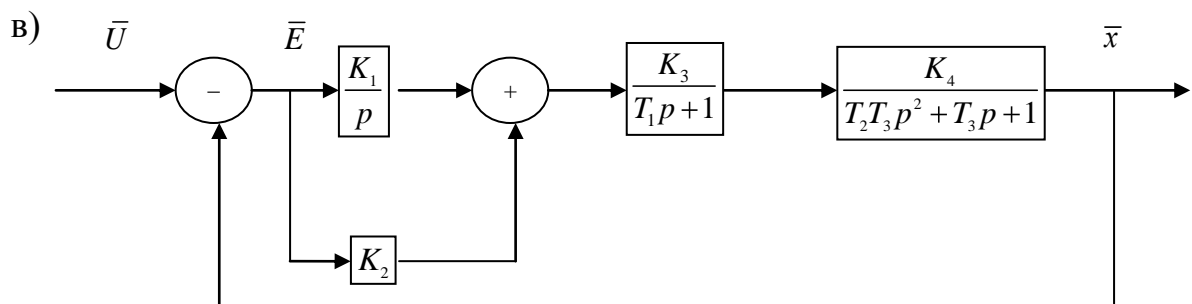 в)
Ū
Ē
x̄
−
K₁
p
+
K₃
T₁p+1
K₄
T₂T₃p²+T₃p+1
K₂